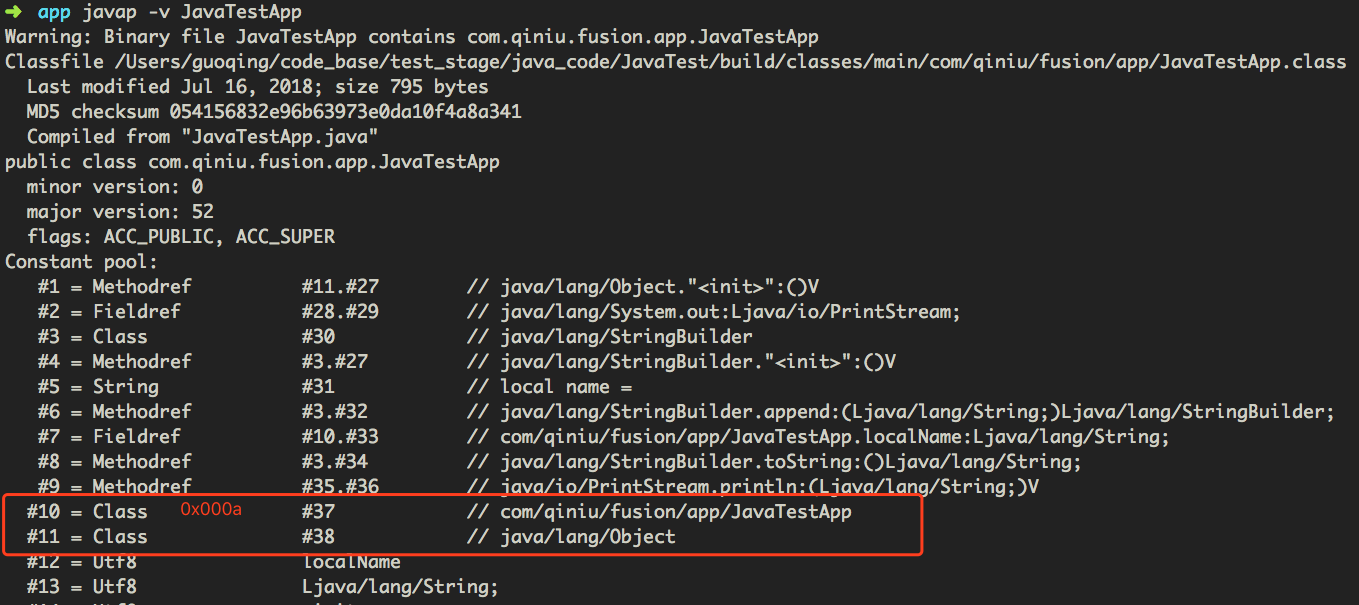 ➜ app javap -v JavaTestApp
Warning: Binary file JavaTestApp contains com.qiniu.fusion.app.JavaTestApp
Classfile /Users/guoqing/code_base/test_stage/java_code/JavaTest/build/classes/main/com/qiniu/fusion/app/JavaTestApp.class
  Last modified Jul 16, 2018; size 795 bytes
  MD5 checksum 054156832e96b63973e0da10f4a8a341
  Compiled from "JavaTestApp.java"
public class com.qiniu.fusion.app.JavaTestApp
  minor version: 0
  major version: 52
  flags: ACC_PUBLIC, ACC_SUPER
Constant pool:
   #1 = Methodref          #11.#27        // java/lang/Object."<init>":()V
   #2 = Fieldref           #28.#29        // java/lang/System.out:Ljava/io/PrintStream;
   #3 = Class              #30            // java/lang/StringBuilder
   #4 = Methodref          #3.#27         // java/lang/StringBuilder."<init>":()V
   #5 = String             #31            // local name =
   #6 = Methodref          #3.#32         // java/lang/StringBuilder.append:(Ljava/lang/String;)Ljava/lang/StringBuilder;
   #7 = Fieldref           #10.#33        // com/qiniu/fusion/app/JavaTestApp.localName:Ljava/lang/String;
   #8 = Methodref          #3.#34         // java/lang/StringBuilder.toString:()Ljava/lang/String;
   #9 = Methodref          #35.#36        // java/io/PrintStream.println:(Ljava/lang/String;)V
  #10 = Class   0x000a     #37            // com/qiniu/fusion/app/JavaTestApp
  #11 = Class              #38            // java/lang/Object
  #12 = Utf8               localName
  #13 = Utf8               Ljava/lang/String;